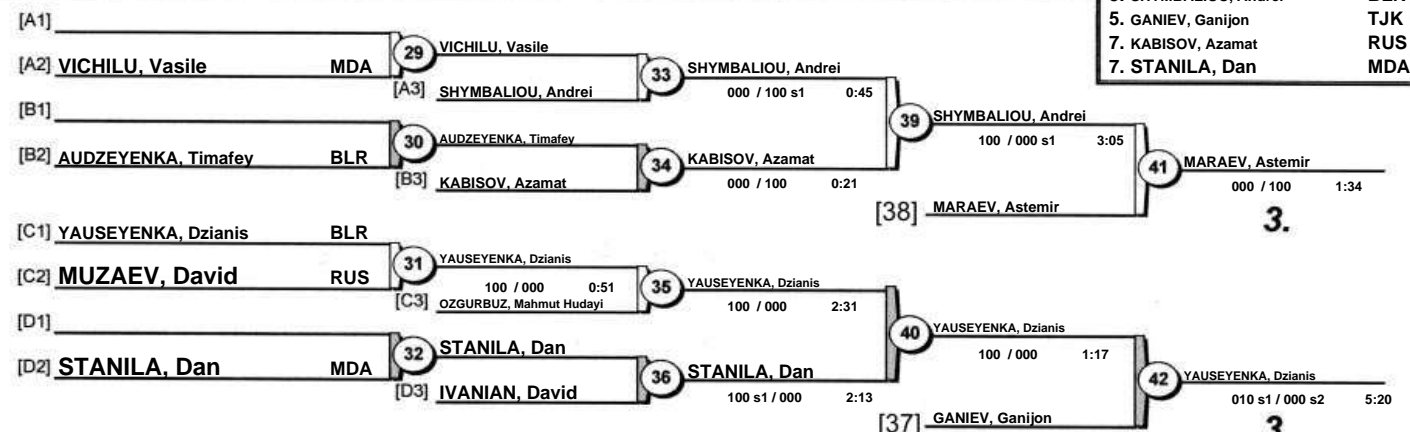 5. GANIEV, Ganijon TJK
7. KABISOV, Azamat RUS
7. STANILA, Dan MDA
[A1]
[A2] VICHILU, Vasile MDA
29 VICHILU, Vasile
[A3] SHYMBALIOU, Andrei
33 SHYMBALIOU, Andrei
000 / 100 s1 0:45
[B1]
[B2] AUDZEYENKA, Timafey BLR
30 AUDZEYENKA, Timafey
[B3] KABISOV, Azamat
34 KABISOV, Azamat
000 / 100 0:21
39 SHYMBALIOU, Andrei
100 / 000 s1 3:05
[38] MARAEV, Astemir
41 MARAEV, Astemir
000 / 100 1:34
3.
[C1] YAUSEYENKA, Dzianis BLR
[C2] MUZAEV, David RUS
31 YAUSEYENKA, Dzianis
100 / 000 0:51
[C3] OZGURBUZ, Mahmut Hudayi
35 YAUSEYENKA, Dzianis
100 / 000 2:31
[D1]
[D2] STANILA, Dan MDA
32 STANILA, Dan
[D3] IVANIAN, David
36 STANILA, Dan
100 s1 / 000 2:13
40 YAUSEYENKA, Dzianis
100 / 000 1:17
[37] GANIEV, Ganijon
42 YAUSEYENKA, Dzianis
010 s1 / 000 s2 5:20
3.